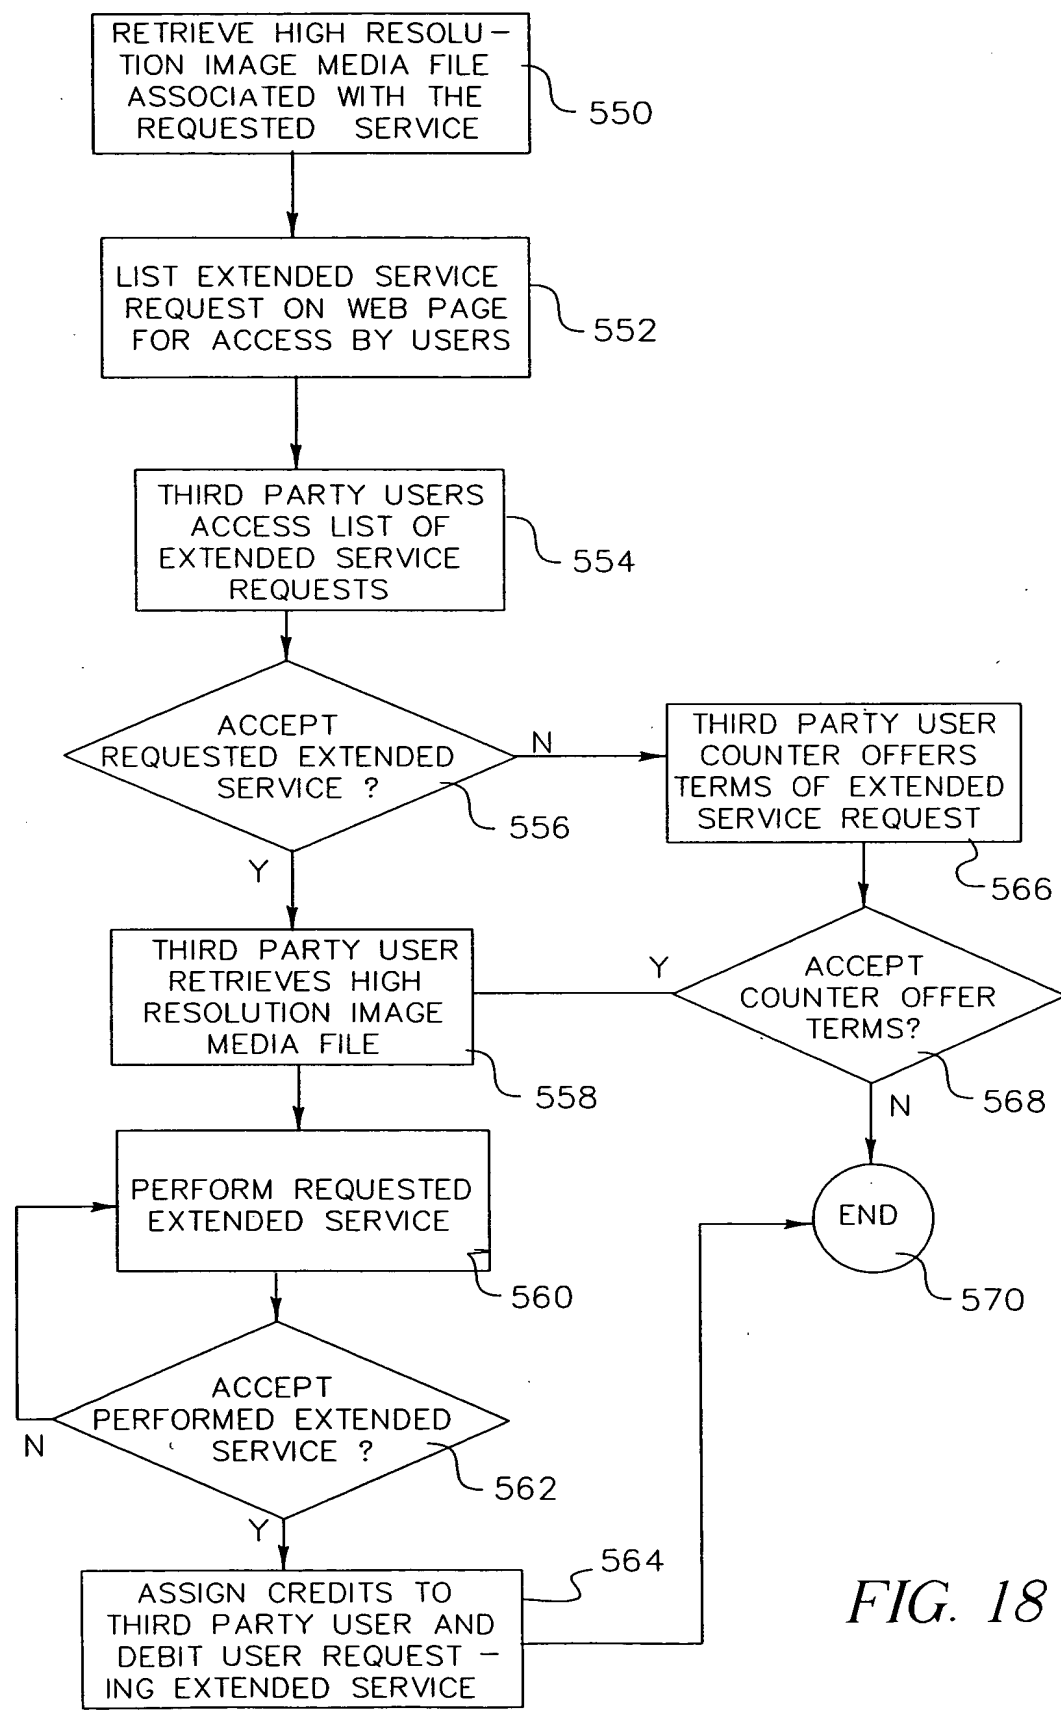 RETRIEVE HIGH RESOLU-
TION IMAGE MEDIA FILE
ASSOCIATED WITH THE
REQUESTED SERVICE
550
LIST EXTENDED SERVICE
REQUEST ON WEB PAGE
FOR ACCESS BY USERS
552
THIRD PARTY USERS
ACCESS LIST OF
EXTENDED SERVICE
REQUESTS
554
ACCEPT
REQUESTED EXTENDED
SERVICE ?
556
N
Y
THIRD PARTY USER
COUNTER OFFERS
TERMS OF EXTENDED
SERVICE REQUEST
566
ACCEPT
COUNTER OFFER
TERMS?
568
Y
N
THIRD PARTY USER
RETRIEVES HIGH
RESOLUTION IMAGE
MEDIA FILE
558
PERFORM REQUESTED
EXTENDED SERVICE
560
END
570
ACCEPT
PERFORMED EXTENDED
SERVICE ?
562
N
Y
ASSIGN CREDITS TO
THIRD PARTY USER AND
DEBIT USER REQUEST -
ING EXTENDED SERVICE
564
FIG. 18